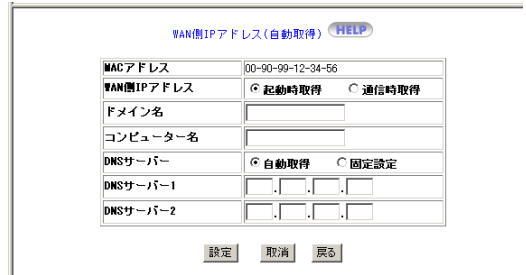 WAN側IPアドレス(自動取得) HELP
MACアドレス 00-90-99-12-34-56
WAN側IPアドレス 起動時取得 通信時取得
ドメイン名
コンピューター名
DNSサーバー 自動取得 固定設定
DNSサーバー1 . . .
DNSサーバー2 . . .
設定 取消 戻る